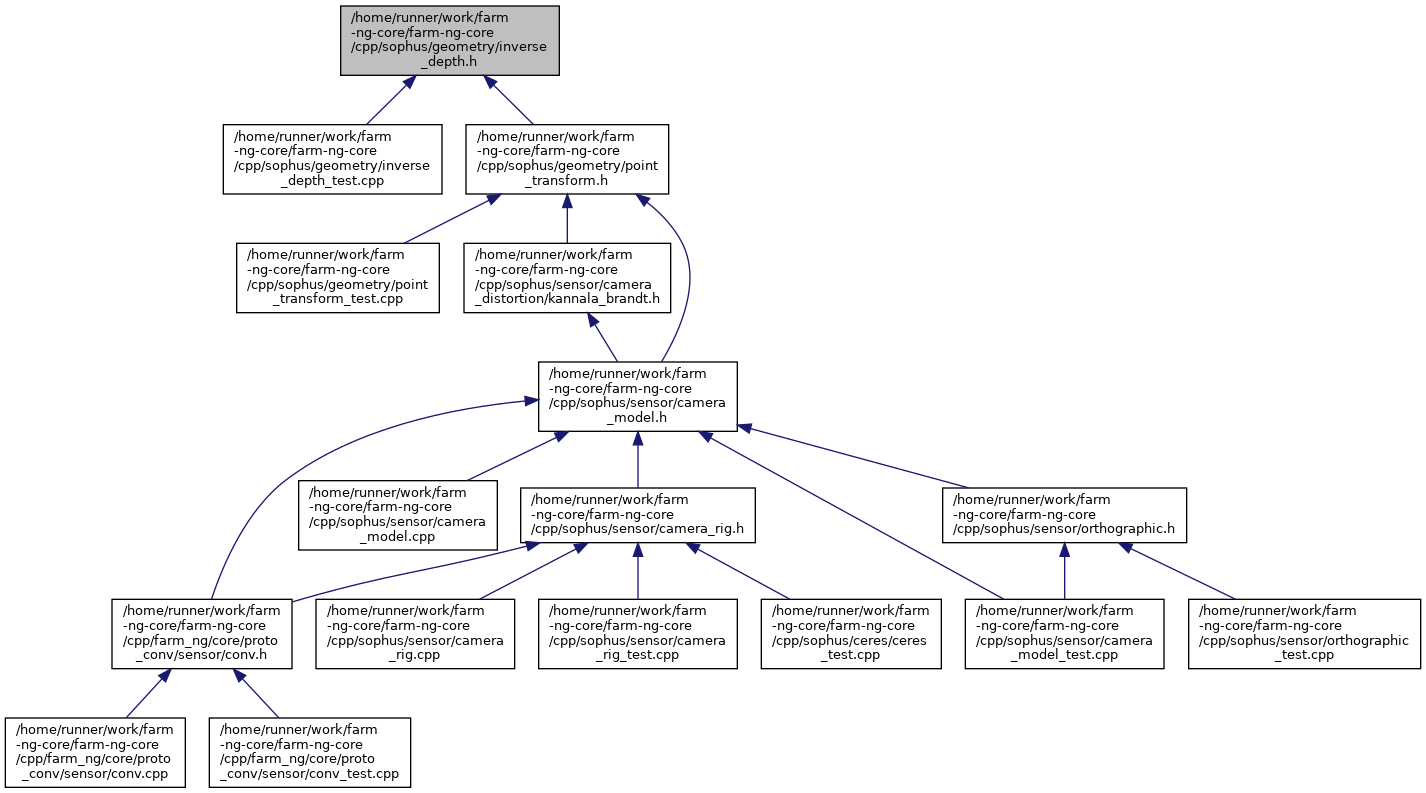 /home/runner/work/farm
-ng-core/farm-ng-core
/cpp/sophus/geometry/inverse
_depth.h
/home/runner/work/farm
-ng-core/farm-ng-core
/cpp/sophus/geometry/inverse
_depth_test.cpp
/home/runner/work/farm
-ng-core/farm-ng-core
/cpp/sophus/geometry/point
_transform.h
/home/runner/work/farm
-ng-core/farm-ng-core
/cpp/sophus/geometry/point
_transform_test.cpp
/home/runner/work/farm
-ng-core/farm-ng-core
/cpp/sophus/sensor/camera
_distortion/kannala_brandt.h
/home/runner/work/farm
-ng-core/farm-ng-core
/cpp/sophus/sensor/camera
_model.h
/home/runner/work/farm
-ng-core/farm-ng-core
/cpp/sophus/sensor/camera
_model.cpp
/home/runner/work/farm
-ng-core/farm-ng-core
/cpp/sophus/sensor/camera_rig.h
/home/runner/work/farm
-ng-core/farm-ng-core
/cpp/sophus/sensor/orthographic.h
/home/runner/work/farm
-ng-core/farm-ng-core
/cpp/farm_ng/core/proto
_conv/sensor/conv.h
/home/runner/work/farm
-ng-core/farm-ng-core
/cpp/sophus/sensor/camera
_rig.cpp
/home/runner/work/farm
-ng-core/farm-ng-core
/cpp/sophus/sensor/camera
_rig_test.cpp
/home/runner/work/farm
-ng-core/farm-ng-core
/cpp/sophus/ceres/ceres
_test.cpp
/home/runner/work/farm
-ng-core/farm-ng-core
/cpp/sophus/sensor/camera
_model_test.cpp
/home/runner/work/farm
-ng-core/farm-ng-core
/cpp/sophus/sensor/orthographic
_test.cpp
/home/runner/work/farm
-ng-core/farm-ng-core
/cpp/farm_ng/core/proto
_conv/sensor/conv.cpp
/home/runner/work/farm
-ng-core/farm-ng-core
/cpp/farm_ng/core/proto
_conv/sensor/conv_test.cpp